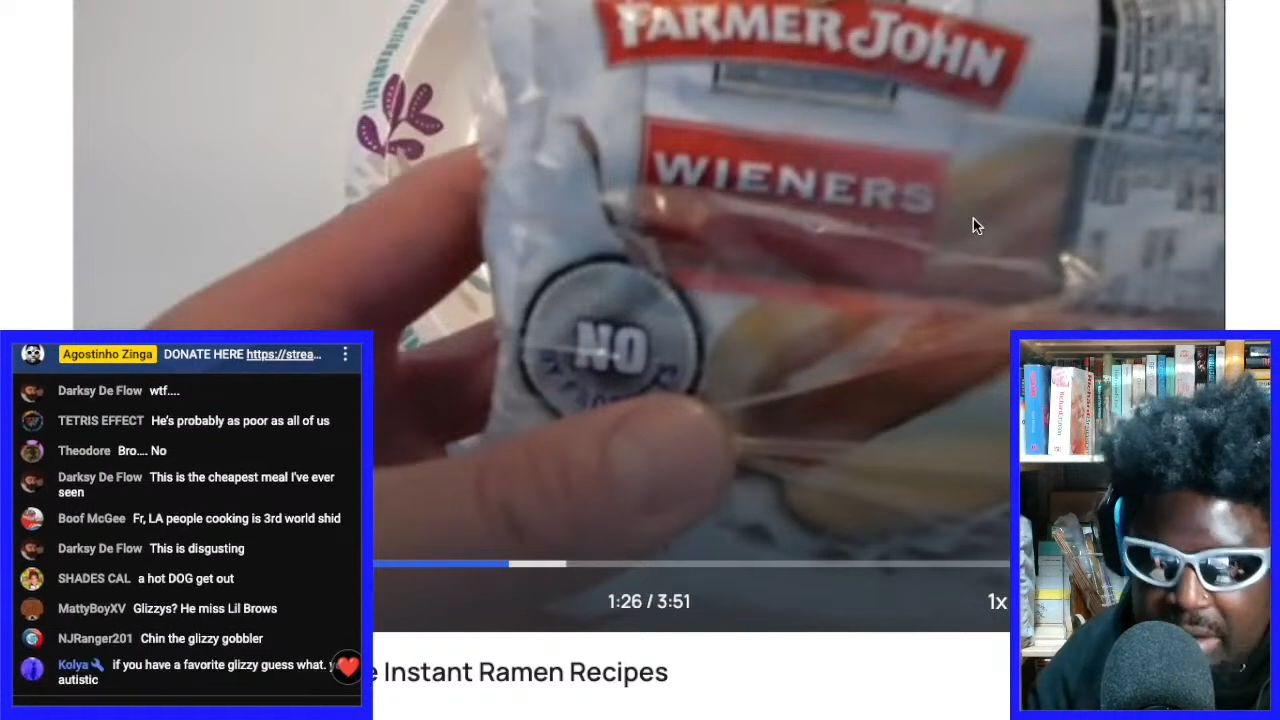 FARMER JOHN
WIENERS
NO
1:26 / 3:51
1x
Instant Ramen Recipes
Agostinho Zinga DONATE HERE https://strea...
Darksy De Flow wtf....
TETRIS EFFECT He's probably as poor as all of us
Theodore Bro.... No
Darksy De Flow This is the cheapest meal I've ever
seen
Boof McGee Fr, LA people cooking is 3rd world shid
Darksy De Flow This is disgusting
SHADES CAL a hot DOG get out
MattyBoyXV Glizzys? He miss Lil Brows
NJRanger201 Chin the glizzy gobbler
Kolya if you have a favorite glizzy guess what.
autistic